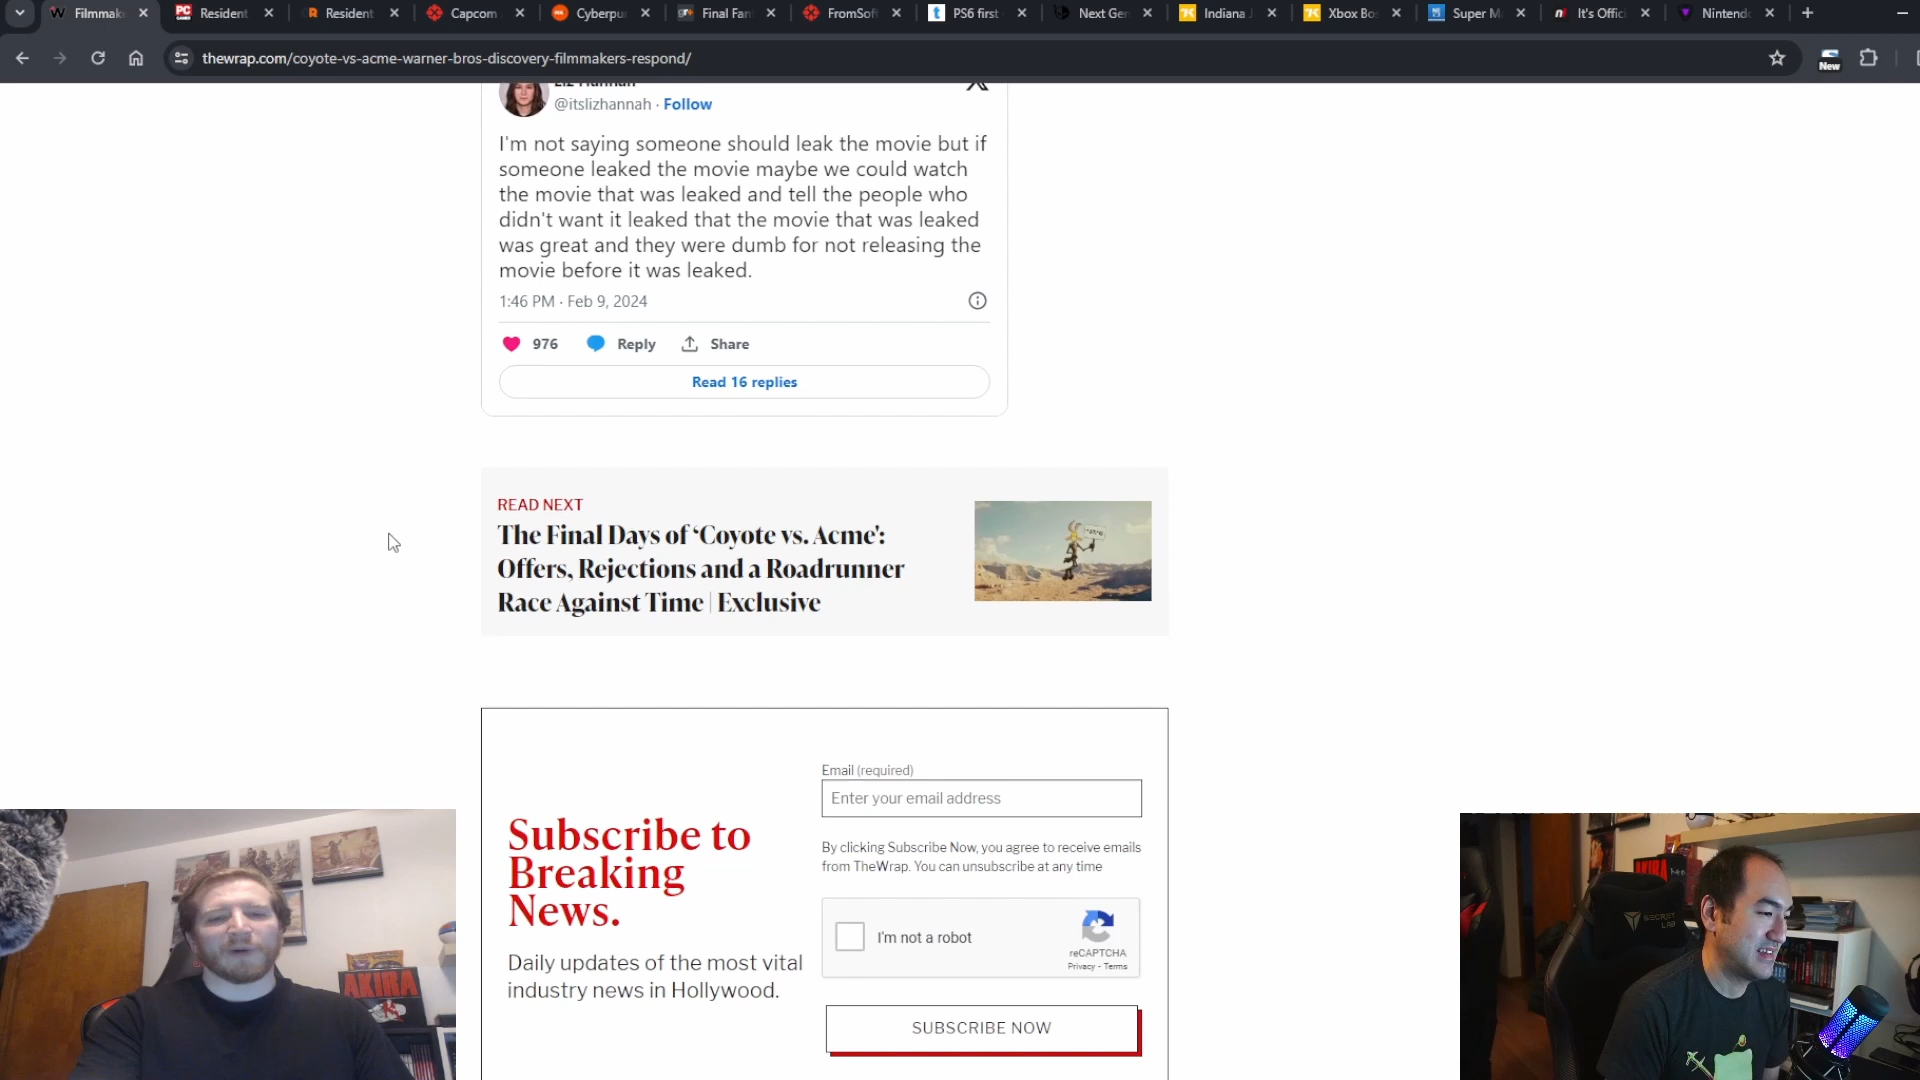 Filmmak
Resident
Resident
Capcom
Cyberpu
Final Fan
FromSoft
PS6 first
Next Gen
Indiana J
Xbox Bo
Super M
It's Offic
Nintendo
thewrap.com/coyote-vs-acme-warner-bros-discovery-filmmakers-respond/
New
Liz Hannah
@itslizhannah · Follow
I'm not saying someone should leak the movie but if
someone leaked the movie maybe we could watch
the movie that was leaked and tell the people who
didn't want it leaked that the movie that was leaked
was great and they were dumb for not releasing the
movie before it was leaked.
1:46 PM · Feb 9, 2024
976 Reply Share
Read 16 replies
READ NEXT
The Final Days of ‘Coyote vs. Acme’:
Offers, Rejections and a Roadrunner
Race Against Time | Exclusive
Subscribe to
Breaking
News.
Daily updates of the most vital
industry news in Hollywood.
Email (required)
Enter your email address
By clicking Subscribe Now, you agree to receive emails
from TheWrap. You can unsubscribe at any time
I'm not a robot
reCAPTCHA
Privacy - Terms
SUBSCRIBE NOW
AKIRA
AKIRA
SECRET
LAB